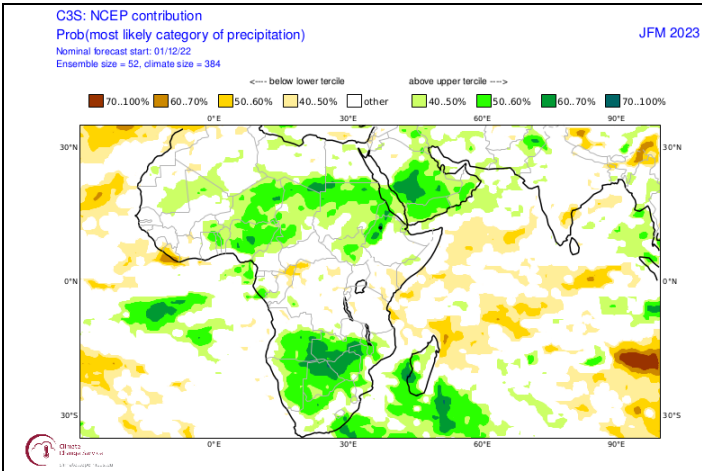 C3S: NCEP contribution
Prob(most likely category of precipitation) JFM 2023
Nominal forecast start: 01/12/22
Ensemble size = 52, climate size = 384
<---- below lower tercile above upper tercile ---->
70..100% 60..70% 50..60% 40..50% other 40..50% 50..60% 60..70% 70..100%
0°E 30°E 60°E 90°E
30°N 30°N
0°N 0°N
30°S 30°S
0°E 30°E 60°E 90°E
Climate
Change Service